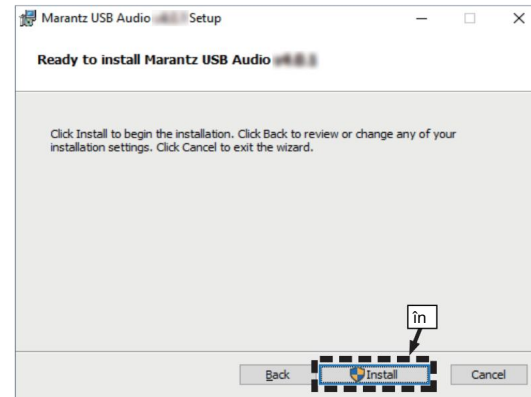 Marantz USB Audio Setup
Ready to install Marantz USB Audio
Click Install to begin the installation. Click Back to review or change any of your
installation settings. Click Cancel to exit the wizard.
în
Back Install Cancel